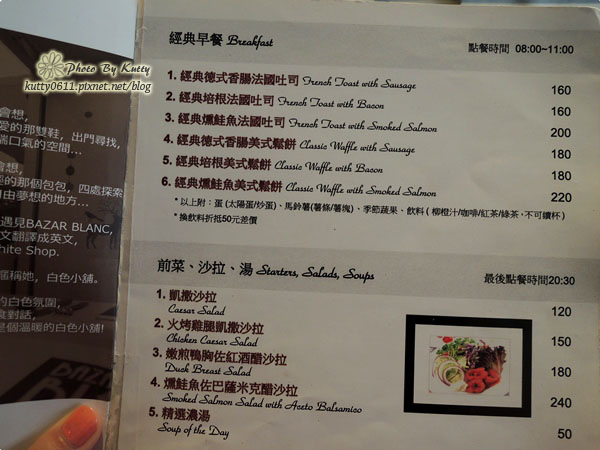 Photo By Kutty
kutty0611.pixnet.net/blog
會想,
愛的那雙鞋, 出門尋找,
喘口氣的空間...
會想,
的那個包包, 四處探索
由夢想的地方...
遇見BAZAR BLANC,
文翻譯成英文,
hite Shop.
暱稱她, 白色小舖。
的白色氛圍,
食對話,
是個溫暖的白色小舖!
經典早餐 Breakfast 點餐時間 08:00~11:00
1. 經典德式香腸法國吐司 French Toast with Sausage 160
2. 經典培根法國吐司 French Toast with Bacon 160
3. 經典燻鮭魚法國吐司 French Toast with Smoked Salmon 200
4. 經典德式香腸美式鬆餅 Classic Waffle with Sausage 180
5. 經典培根美式鬆餅 Classic Waffle with Bacon 180
6. 經典燻鮭魚美式鬆餅 Classic Waffle with Smoked Salmon 220
*以上附：蛋 (太陽蛋/炒蛋)、馬鈴薯(薯條/薯塊)、季節蔬果、飲料 ( 柳橙汁/咖啡/紅茶/綠茶,不可續杯)
*換飲料折抵50元差價
前菜、沙拉、湯 Starters, Salads, Soups 最後點餐時間20:30
1. 凱撒沙拉 120
Caesar Salad
2. 火烤雞腿凱撒沙拉 150
Chicken Caesar Salad
3. 嫩煎鴨胸佐紅酒醋沙拉 180
Duck Breast Salad
4. 燻鮭魚佐巴薩米克醋沙拉 240
Smoked Salmon Salad with Aceto Balsamico
5. 精選濃湯 50
Soup of the Day